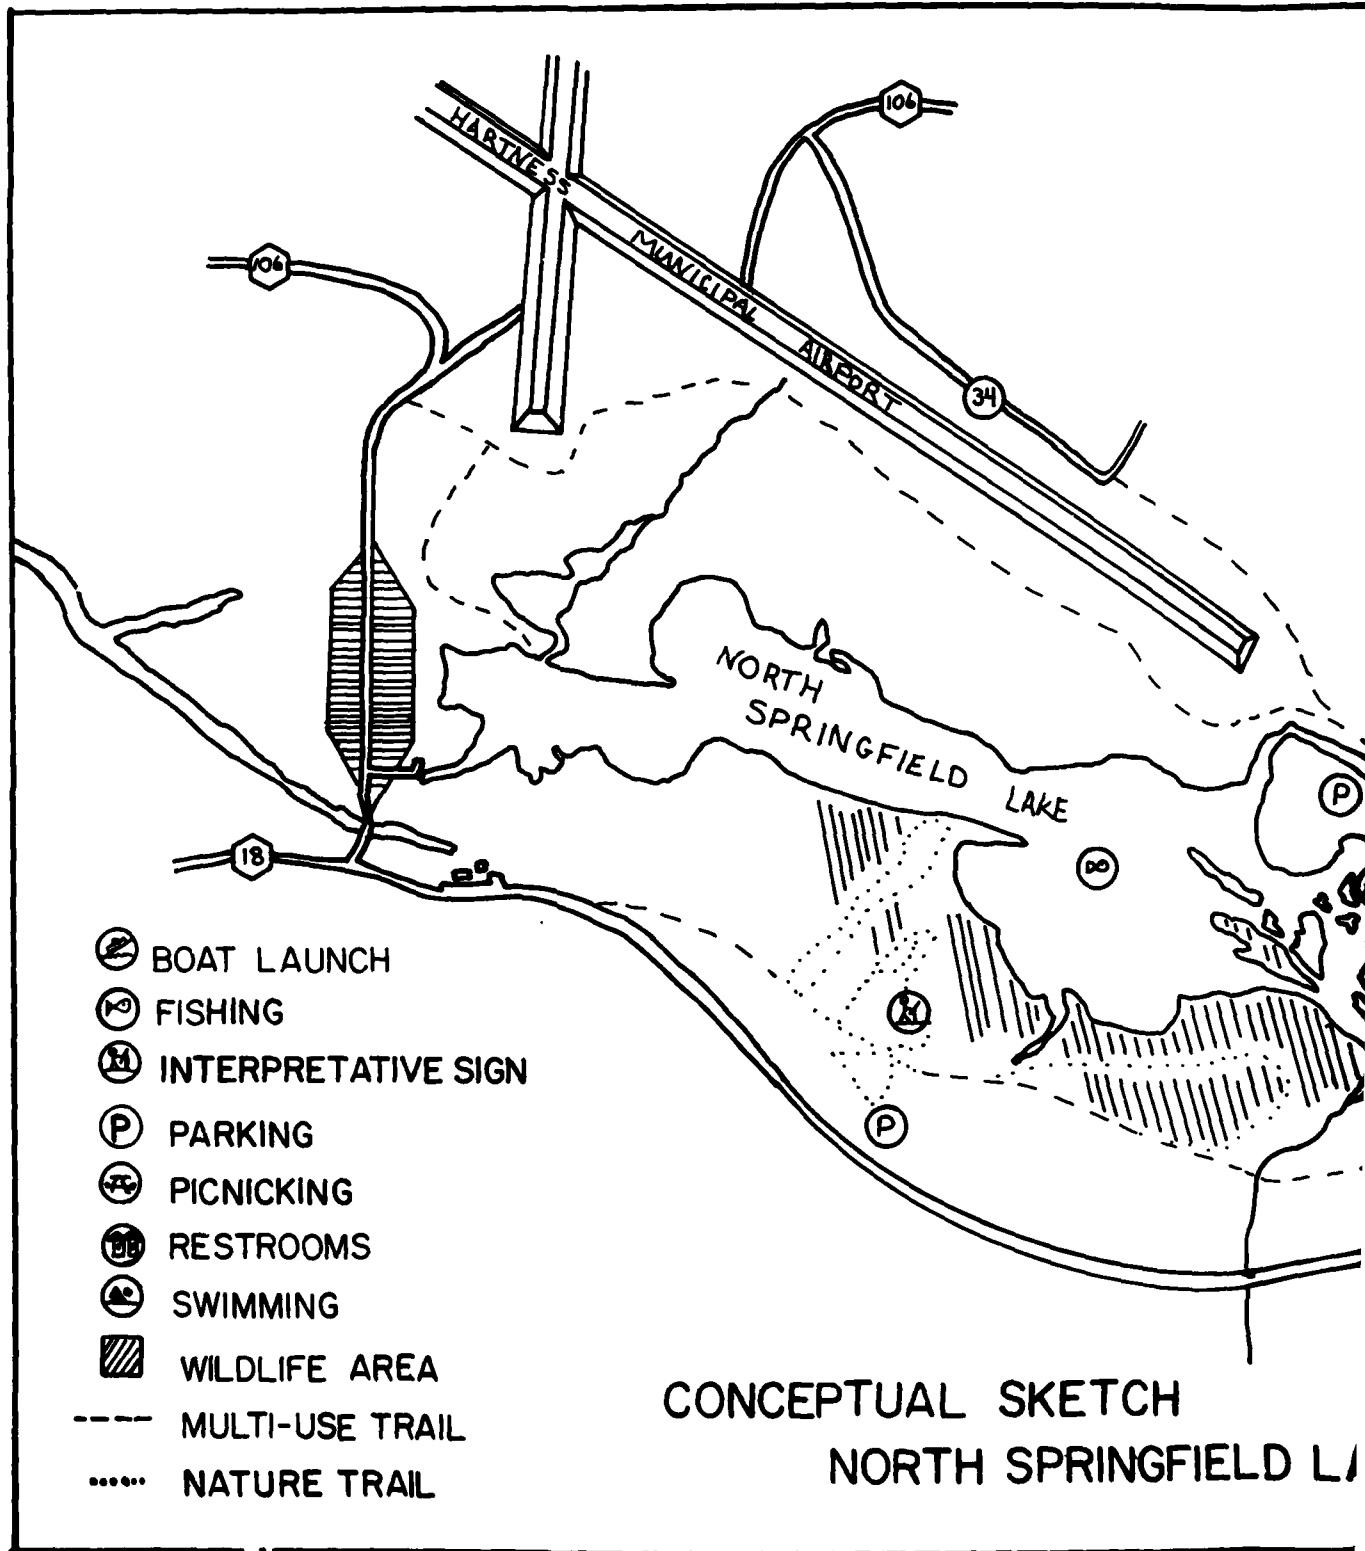 106
HARTNESS
MUNICIPAL
AIRPORT
106
34
NORTH
SPRINGFIELD
LAKE
P
18
P
BOAT LAUNCH
FISHING
INTERPRETATIVE SIGN
P PARKING
PICNICKING
RESTROOMS
SWIMMING
WILDLIFE AREA
MULTI-USE TRAIL
NATURE TRAIL
CONCEPTUAL SKETCH
NORTH SPRINGFIELD LA